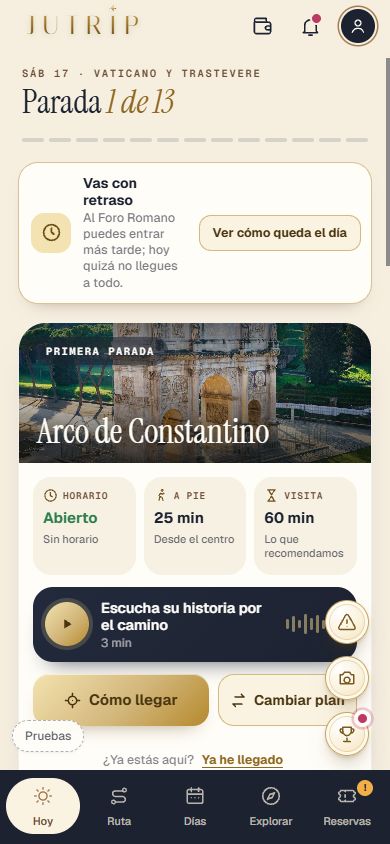 JUTRIP
SÁB 17 · VATICANO Y TRASTEVERE
Parada 1 de 13
Vas con
retraso
Al Foro Romano
puedes entrar
más tarde; hoy
quizá no llegues
a todo.
Ver cómo queda el día
PRIMERA PARADA
Arco de Constantino
HORARIO
Abierto
Sin horario
A PIE
25 min
Desde el centro
VISITA
60 min
Lo que
recomendamos
Escucha su historia por
el camino
3 min
Cómo llegar
Cambiar plan
Pruebas
¿Ya estás aquí? Ya he llegado
Hoy
Ruta
Días
Explorar
!
Reservas